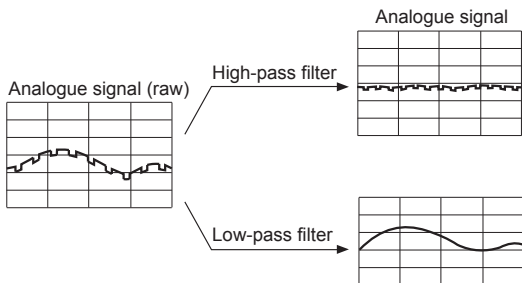 Analogue signal
High-pass filter
Analogue signal (raw)
Low-pass filter